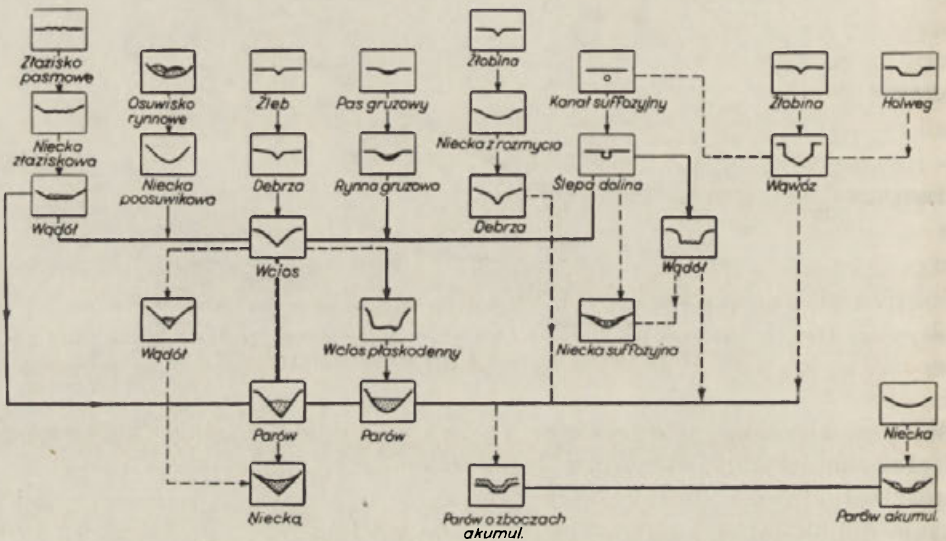 Złazisko
pasmowe
Osuwisko
rynnowe
Żleb
Pas gruzowy
Żłobina
Kanał suffozyjny
Żłobina
Holweg
Niecka
złaziskowa
Niecka
poosuwikowa
Debrza
Rynna gruzowa
Niecka z rozmycia
Ślepa dolina
Wąwóz
Wądół
Wcios
Debrza
Wądół
Wądół
Wcios płaskodenny
Niecka suffozyjna
Parów
Parów
Niecka
Niecka
Parów o zboczach
akumul.
Parów akumul.